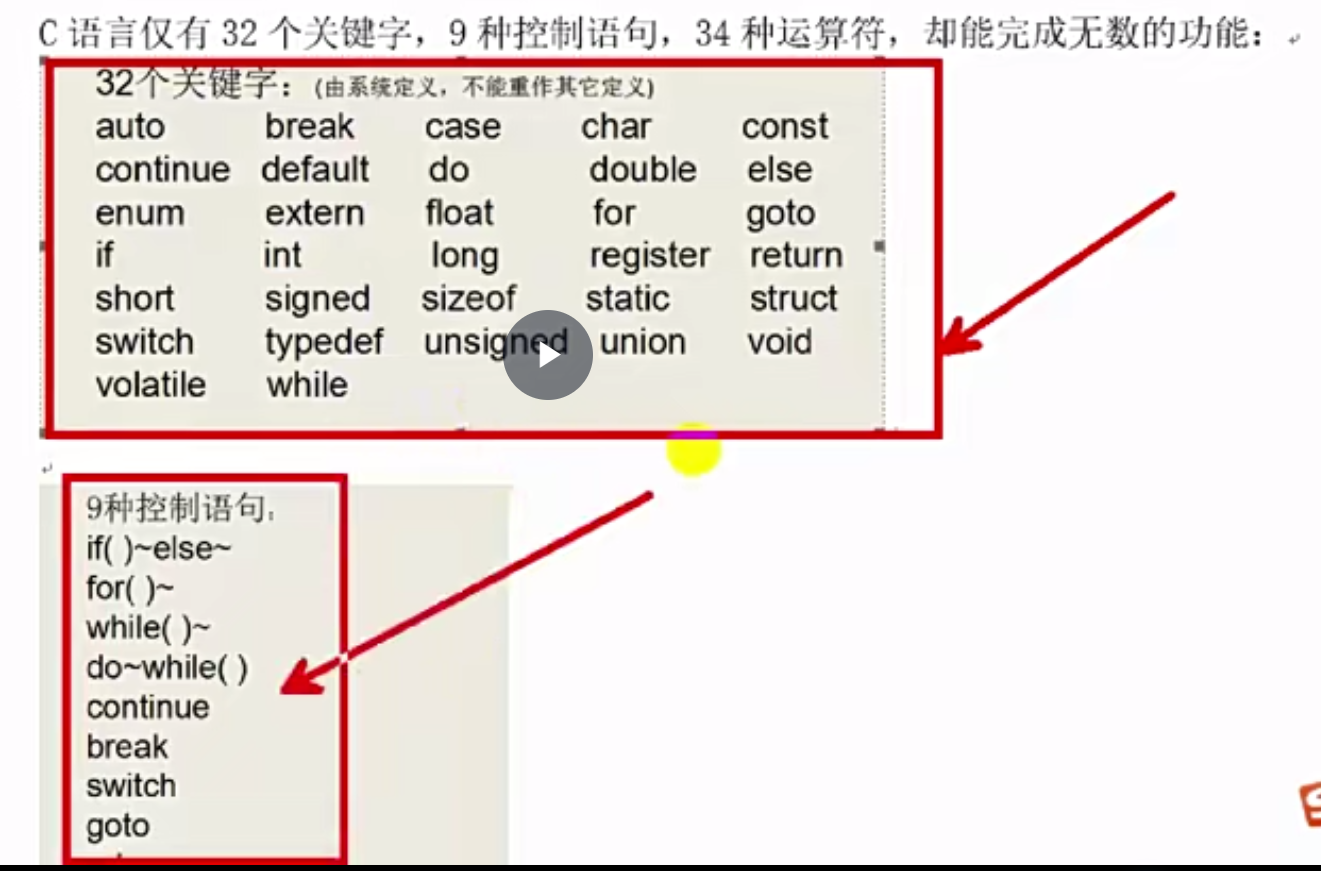 C 语言仅有 32 个关键字，9 种控制语句，34 种运算符，却能完成无数的功能：
32个关键字：(由系统定义，不能重作其它定义)
auto break case char const
continue default do double else
enum extern float for goto
if int long register return
short signed sizeof static struct
switch typedef unsigned union void
volatile while
9种控制语句:
if( )~else~
for( )~
while( )~
do~while( )
continue
break
switch
goto